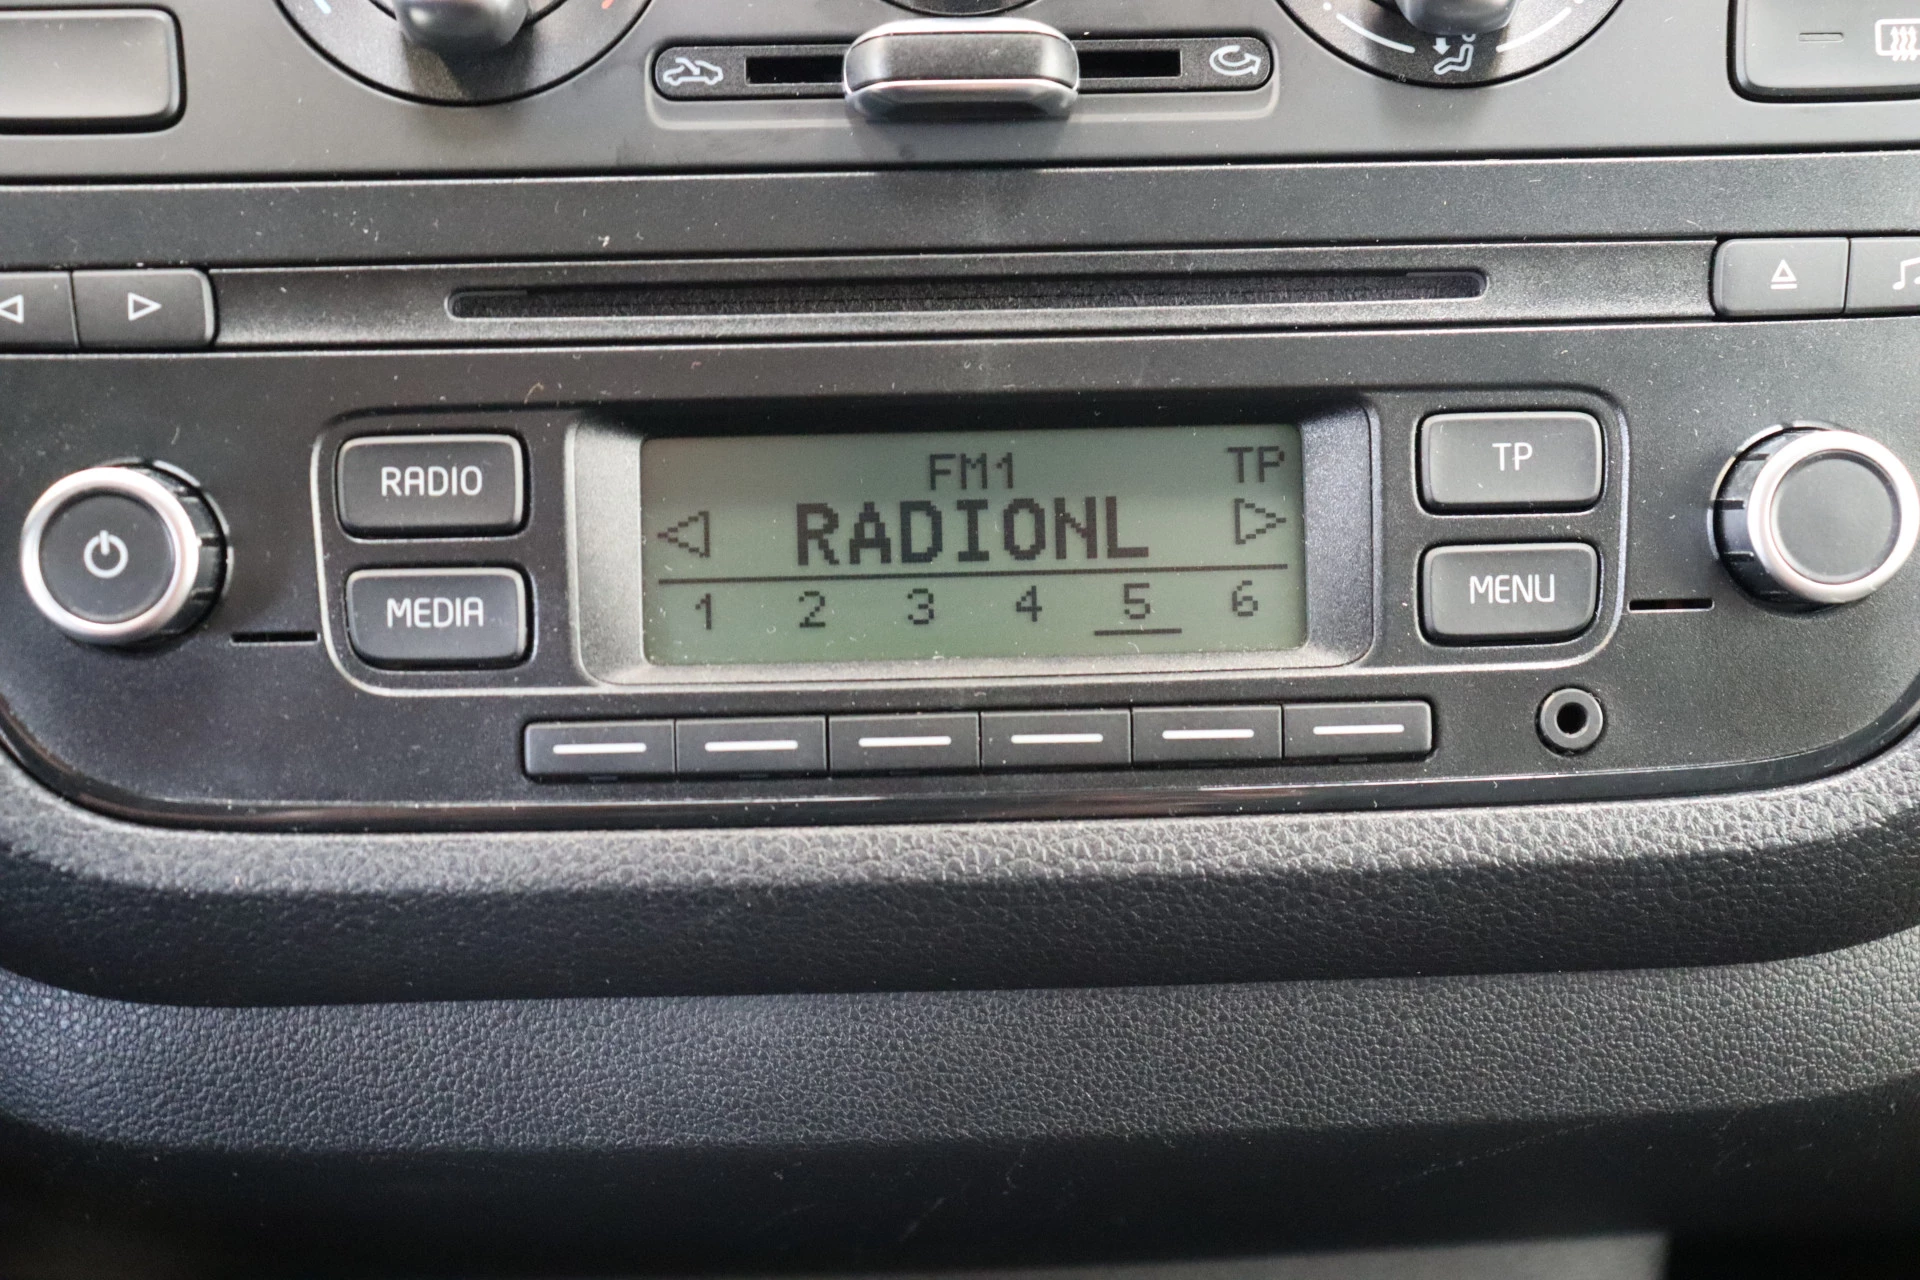 RADIO
MEDIA
FM1
TP
RADIONL
1 2 3 4 5 6
TP
MENU